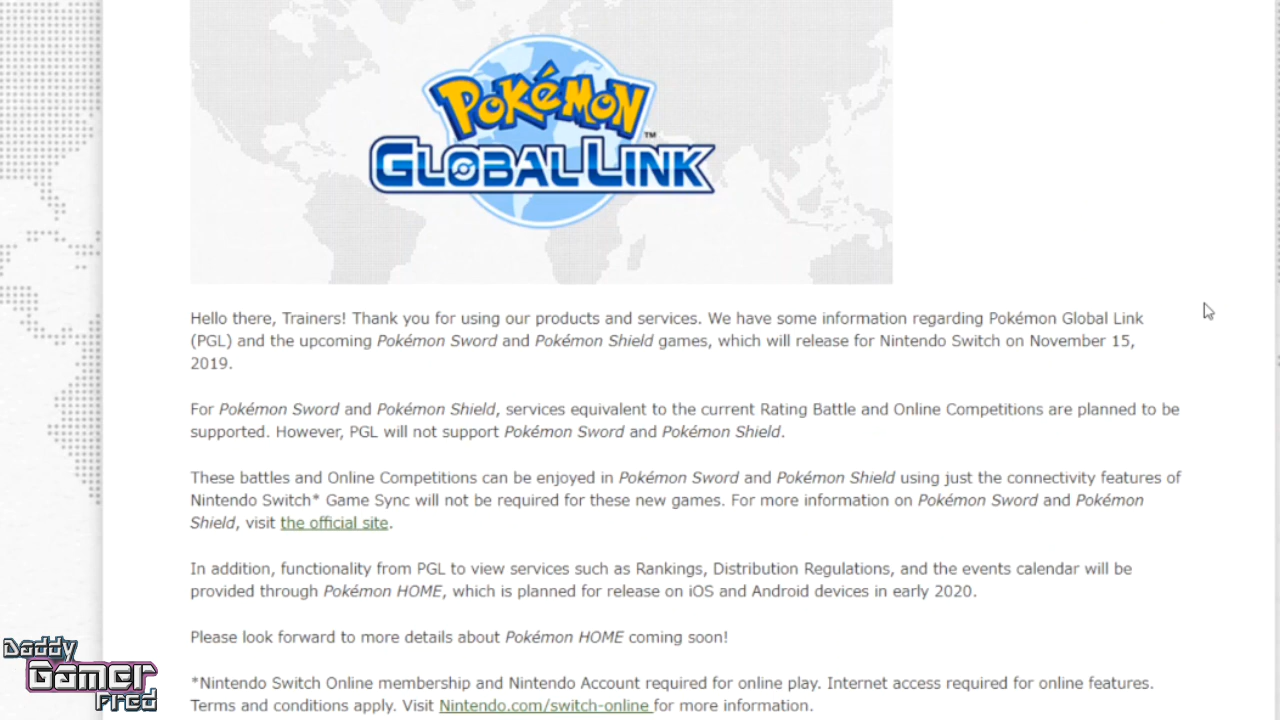 POKéMON
™
GLOBAL LINK
Hello there, Trainers! Thank you for using our products and services. We have some information regarding Pokémon Global Link
(PGL) and the upcoming Pokémon Sword and Pokémon Shield games, which will release for Nintendo Switch on November 15,
2019.
For Pokémon Sword and Pokémon Shield, services equivalent to the current Rating Battle and Online Competitions are planned to be
supported. However, PGL will not support Pokémon Sword and Pokémon Shield.
These battles and Online Competitions can be enjoyed in Pokémon Sword and Pokémon Shield using just the connectivity features of
Nintendo Switch* Game Sync will not be required for these new games. For more information on Pokémon Sword and Pokémon
Shield, visit the official site.
In addition, functionality from PGL to view services such as Rankings, Distribution Regulations, and the events calendar will be
provided through Pokémon HOME, which is planned for release on iOS and Android devices in early 2020.
Please look forward to more details about Pokémon HOME coming soon!
*Nintendo Switch Online membership and Nintendo Account required for online play. Internet access required for online features.
Terms and conditions apply. Visit Nintendo.com/switch-online for more information.
Daddy
Gamer
Fred